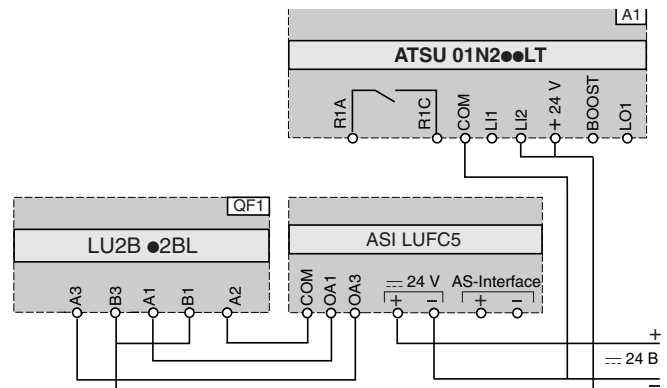 A1
ATSU 01N2●●LT
R1A R1C COM LI1 LI2 + 24 V BOOST LO1
QF1
LU2B ●2BL
ASI LUFC5
A3 B3 A1 B1 A2
COM OA1 OA3
24 V AS-Interface
+ − + −
+
24 B
−